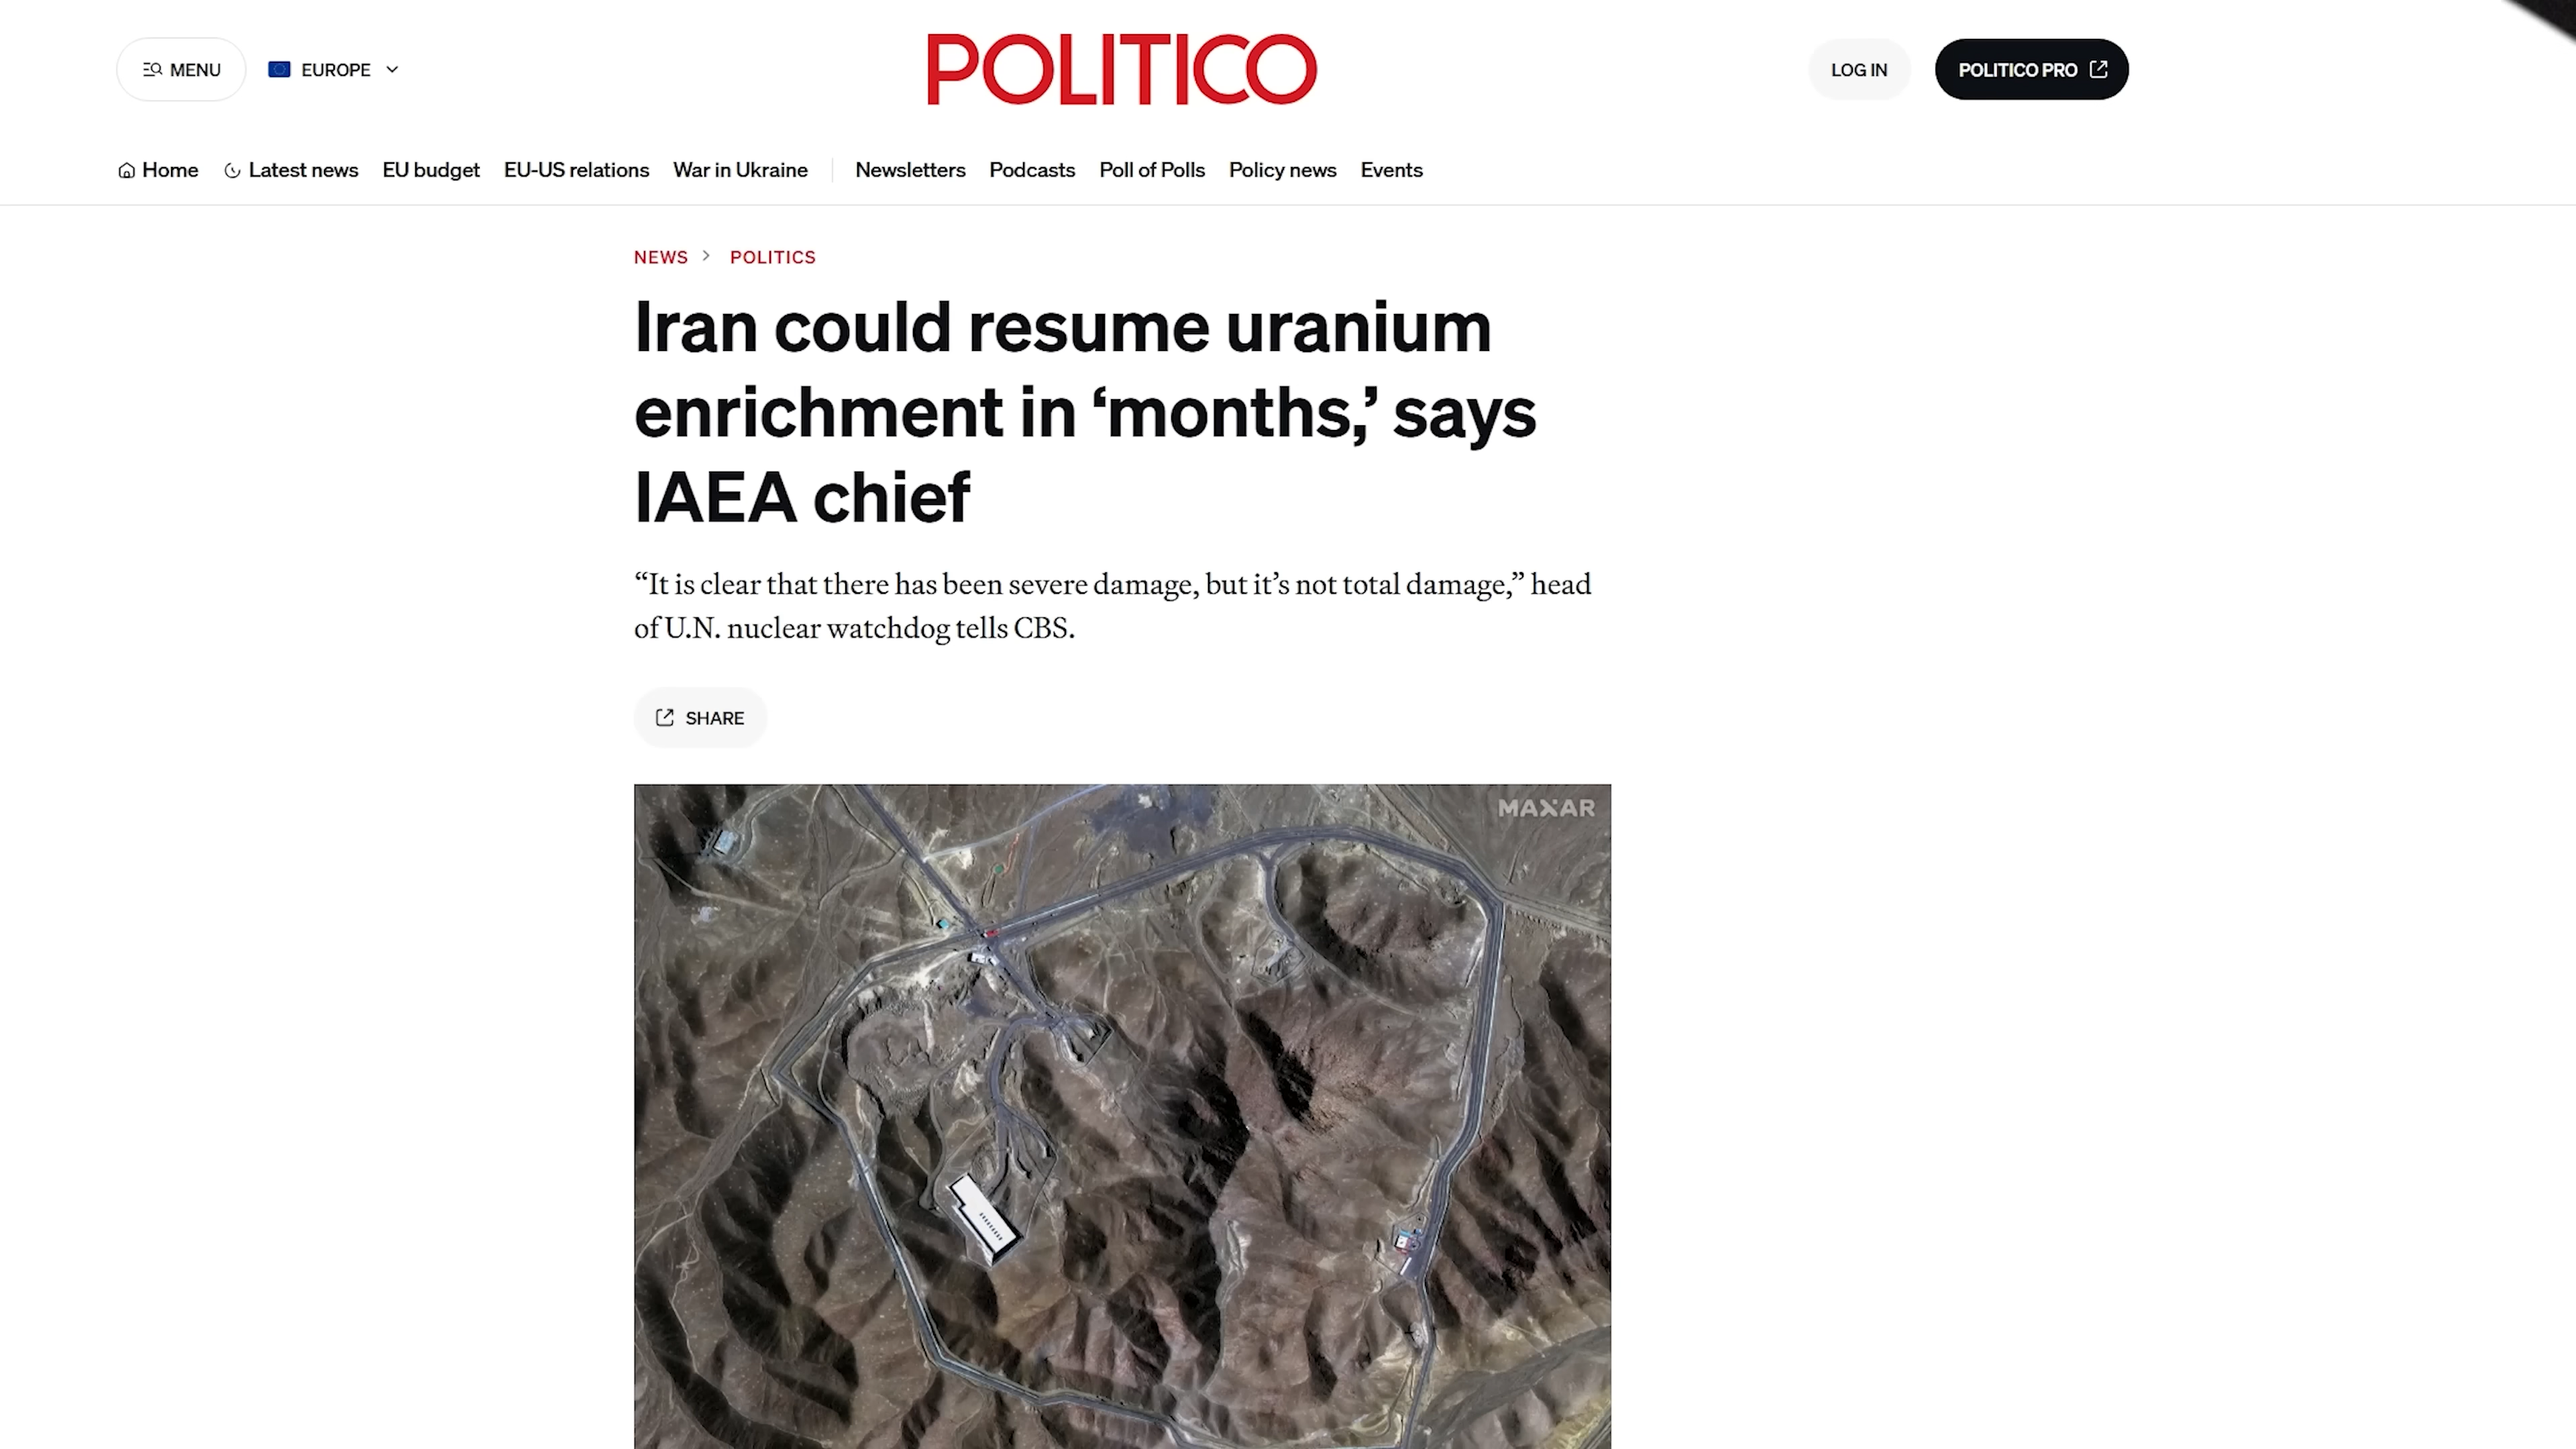 MENU
EUROPE
POLITICO
LOG IN
POLITICO PRO
Home
Latest news
EU budget
EU-US relations
War in Ukraine
Newsletters
Podcasts
Poll of Polls
Policy news
Events
NEWS
POLITICS
Iran could resume uranium
enrichment in ‘months,’ says
IAEA chief
“It is clear that there has been severe damage, but it’s not total damage,” head
of U.N. nuclear watchdog tells CBS.
SHARE
MAXAR